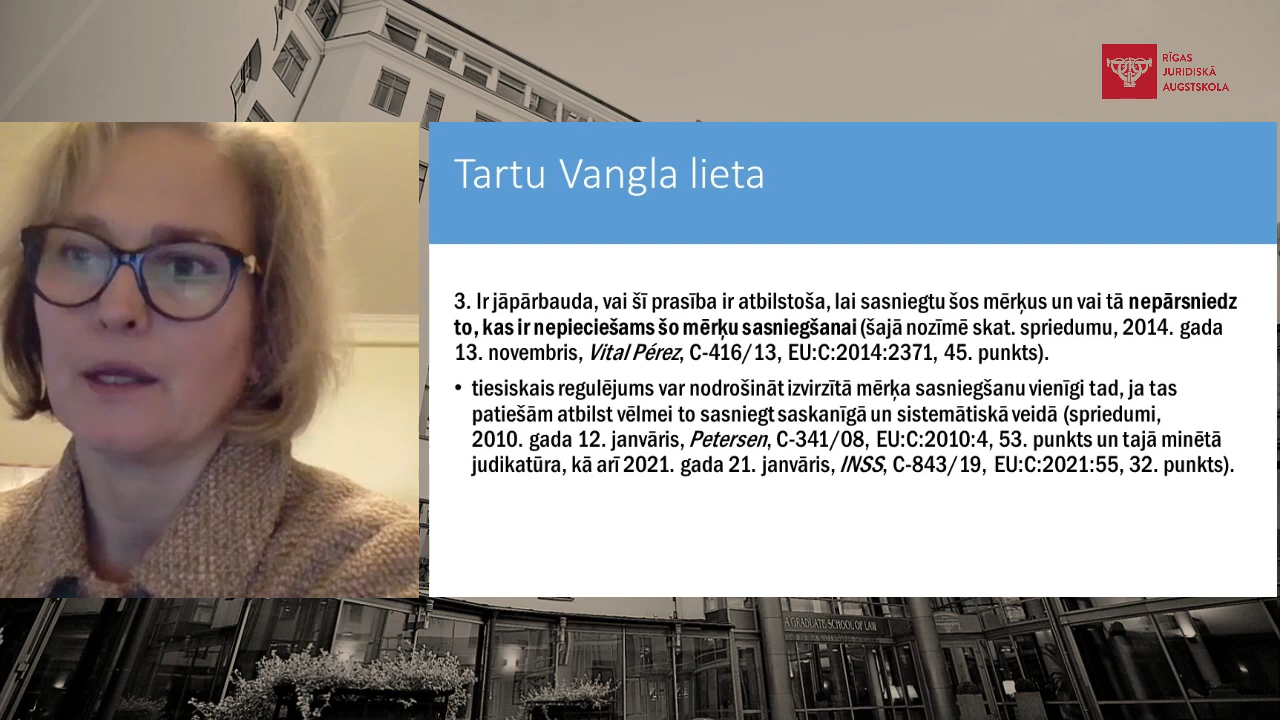 RĪGAS
JURIDISKĀ
AUGSTSKOLA
Tartu Vangla lieta
3. Ir jāpārbauda, vai šī prasība ir atbilstoša, lai sasniegtu šos mērķus un vai tā nepārsniedz
to, kas ir nepieciešams šo mērķu sasniegšanai (šajā nozīmē skat. spriedumu, 2014. gada
13. novembris, Vital Pérez, C-416/13, EU:C:2014:2371, 45. punkts).
• tiesiskais regulējums var nodrošināt izvirzītā mērķa sasniegšanu vienīgi tad, ja tas
patiešām atbilst vēlmei to sasniegt saskanīgā un sistemātiskā veidā (spriedumi,
2010. gada 12. janvāris, Petersen, C-341/08, EU:C:2010:4, 53. punkts un tajā minētā
judikatūra, kā arī 2021. gada 21. janvāris, INSS, C-843/19, EU:C:2021:55, 32. punkts).
A GRADUATE SCHOOL OF LAW